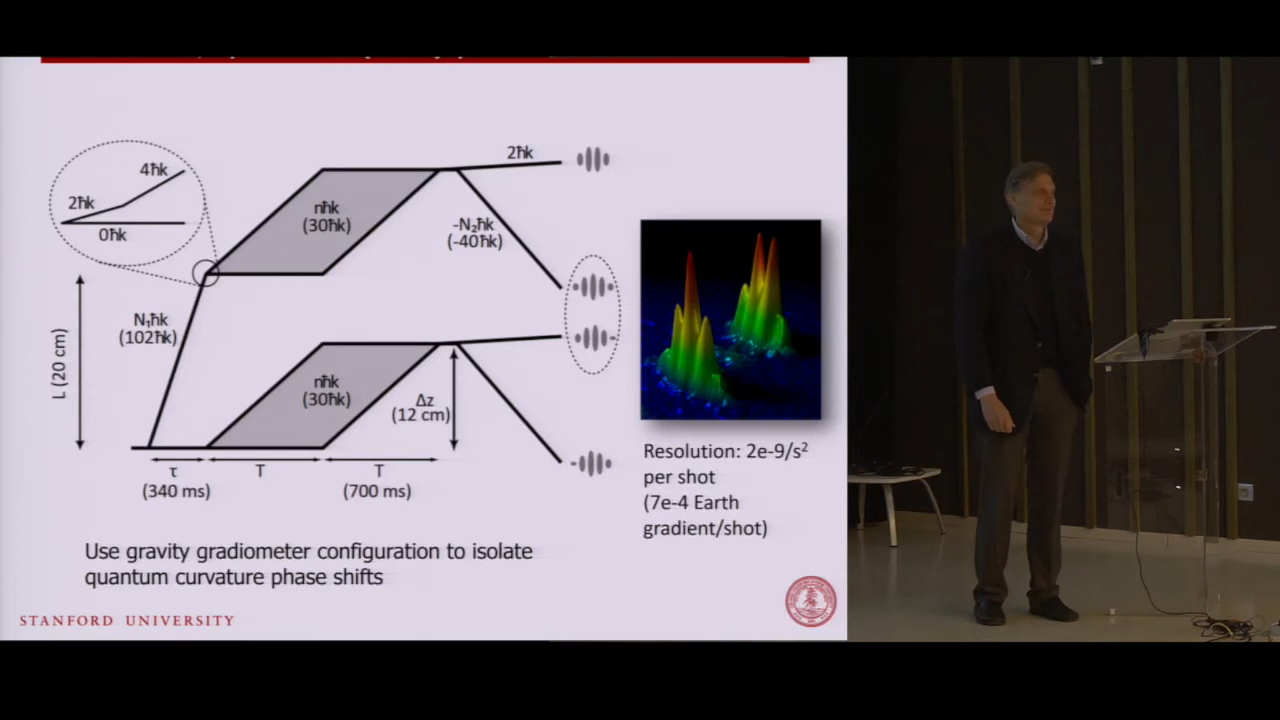 2ħk
4ħk
2ħk
0ħk
nħk
(30ħk)
-N₂ħk
(-40ħk)
N₁ħk
(102ħk)
L (20 cm)
nħk
(30ħk)
Δz
(12 cm)
τ
T
T
(340 ms)
(700 ms)
Resolution: 2e-9/s²
per shot
(7e-4 Earth
gradient/shot)
Use gravity gradiometer configuration to isolate
quantum curvature phase shifts
STANFORD UNIVERSITY